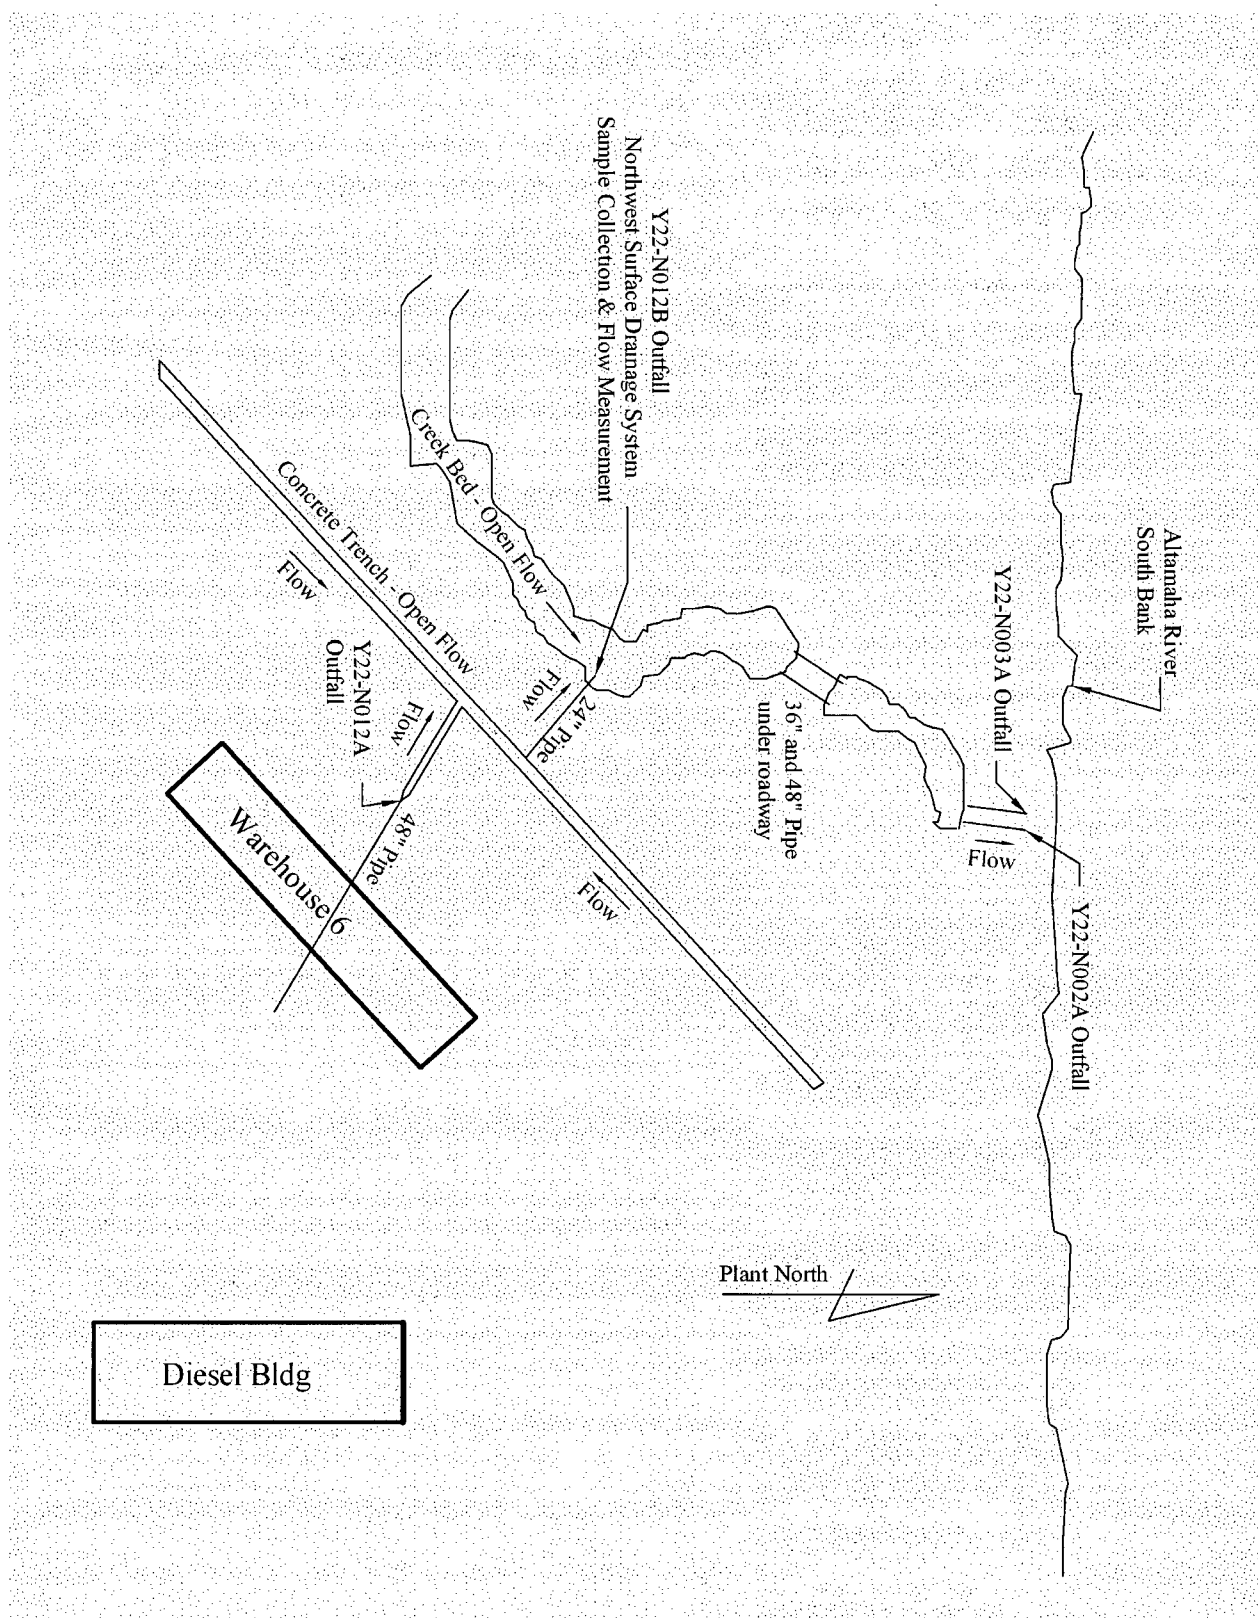 Altamaha River
South Bank
Y22-N003A Outfall
Y22-N002A Outfall
Flow
36" and 48" Pipe
under roadway
Y22-N012B Outfall
Northwest Surface Drainage System
Sample Collection & Flow Measurement
Creek Bed - Open Flow
24" Pipe
Flow
Concrete Trench - Open Flow
Flow
Flow
Y22-N012A
Outfall
Flow
48" Pipe
Warehouse 6
Plant North
Diesel Bldg